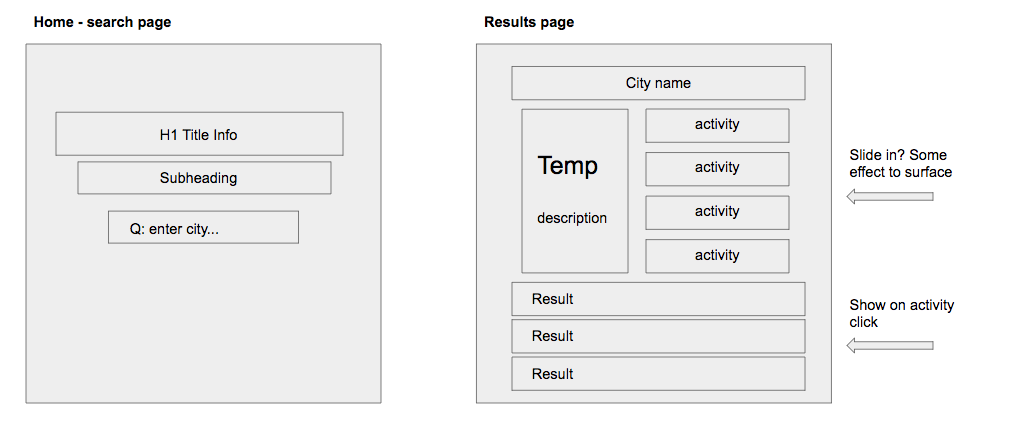 Home - search page
H1 Title Info
Subheading
Q: enter city...
Results page
City name
Temp
description
activity
activity
activity
activity
Slide in? Some
effect to surface
Result
Result
Result
Show on activity
click